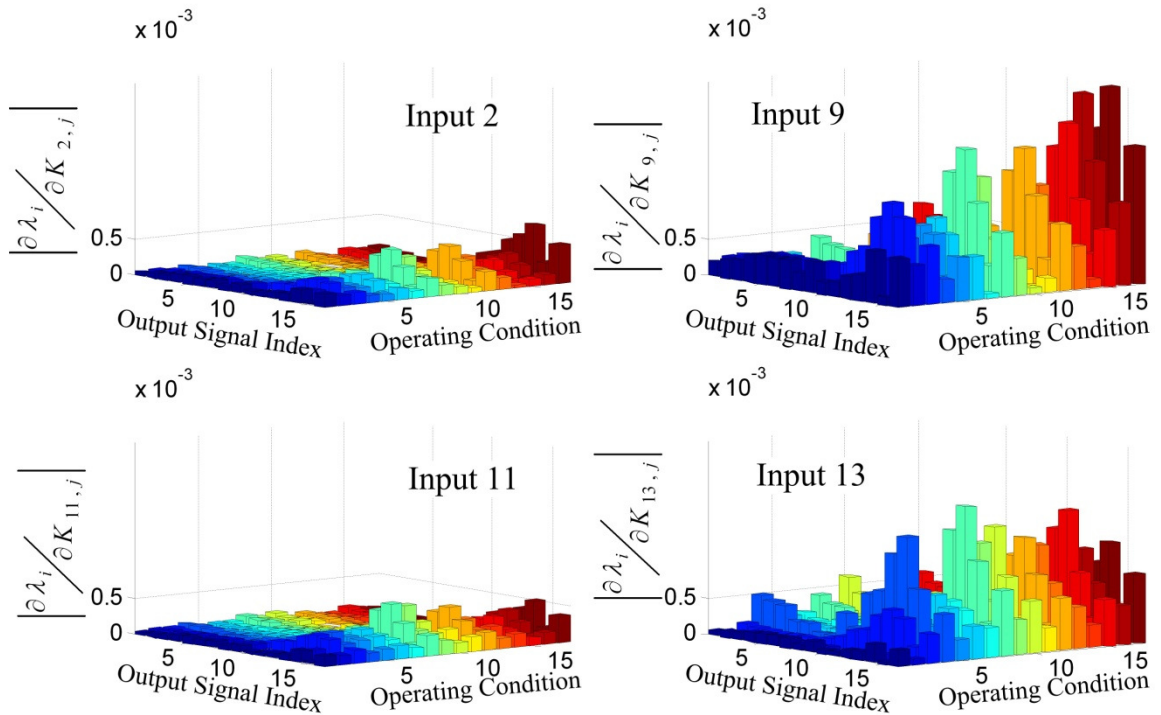 x 10⁻³
Input 2
|∂λᵢ/∂K₂,ⱼ|
0.5
0
5
10
15
Output Signal Index
5
10
15
Operating Condition
x 10⁻³
Input 9
|∂λᵢ/∂K₉,ⱼ|
0.5
0
5
10
15
Output Signal Index
5
10
15
Operating Condition
x 10⁻³
Input 11
|∂λᵢ/∂K₁₁,ⱼ|
0.5
0
5
10
15
Output Signal Index
5
10
15
Operating Condition
x 10⁻³
Input 13
|∂λᵢ/∂K₁₃,ⱼ|
0.5
0
5
10
15
Output Signal Index
5
10
15
Operating Condition